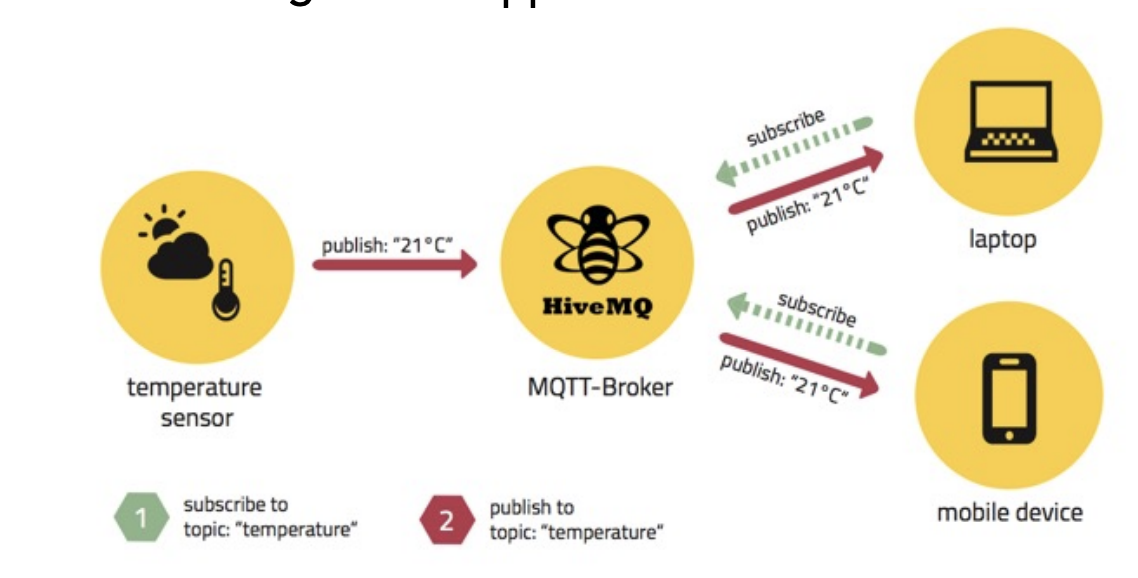 subscribe
publish: "21°C"
laptop
publish: "21°C"
HiveMQ
temperature
sensor
MQTT-Broker
subscribe
publish: "21°C"
mobile device
1
subscribe to
topic: "temperature"
2
publish to
topic: "temperature"